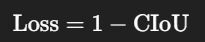 Loss = 1 − CIoU